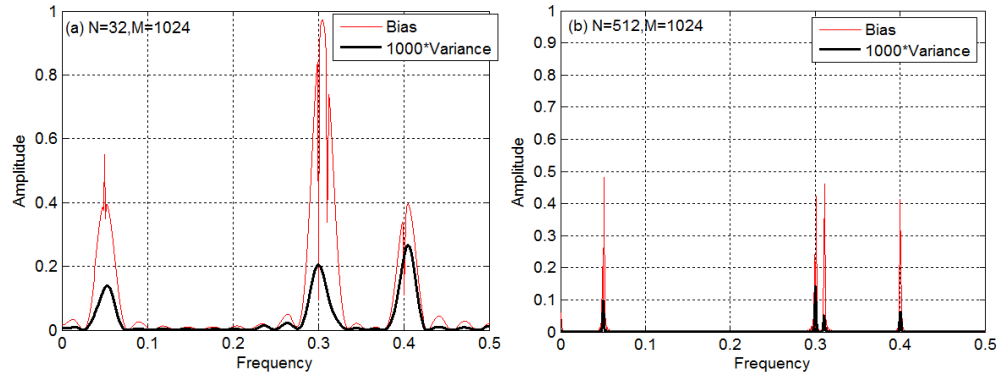 (a) N=32,M=1024
Bias
1000*Variance
Amplitude
1
0.8
0.6
0.4
0.2
0
0 0.1 0.2 0.3 0.4 0.5
Frequency
(b) N=512,M=1024
Bias
1000*Variance
Amplitude
1
0.9
0.8
0.7
0.6
0.5
0.4
0.3
0.2
0.1
0
0 0.1 0.2 0.3 0.4 0.5
Frequency